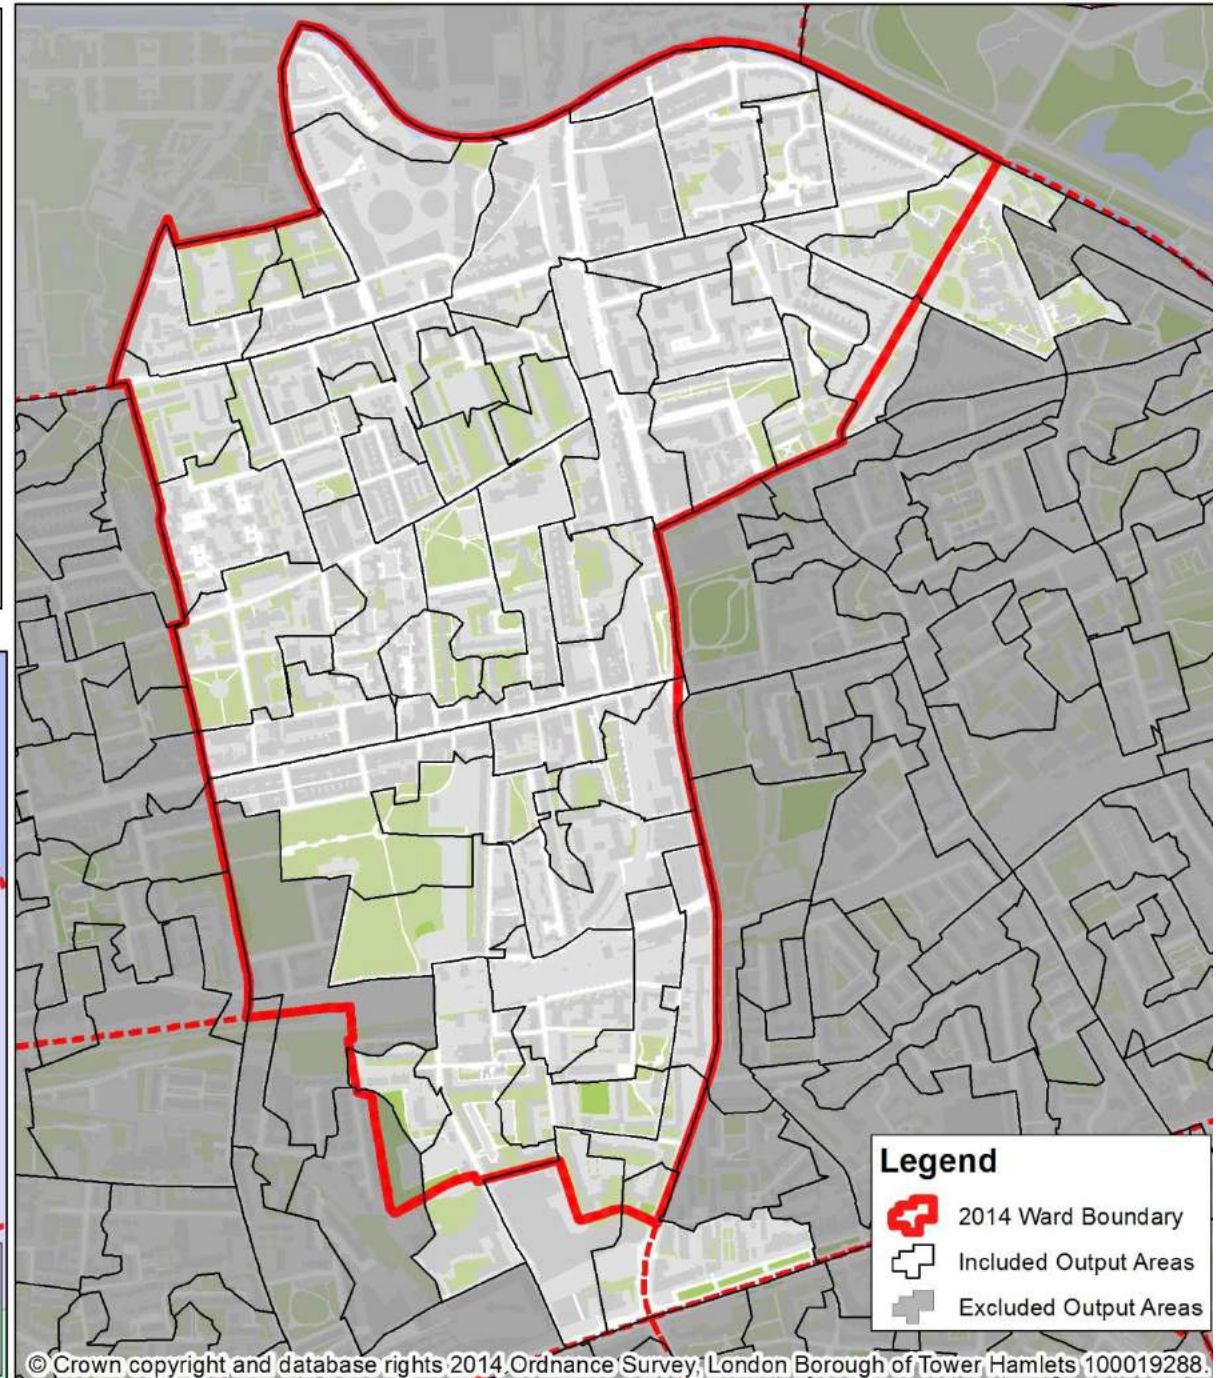 Legend
2014 Ward Boundary
Included Output Areas
Excluded Output Areas
© Crown copyright and database rights 2014 Ordnance Survey, London Borough of Tower Hamlets 100019288.